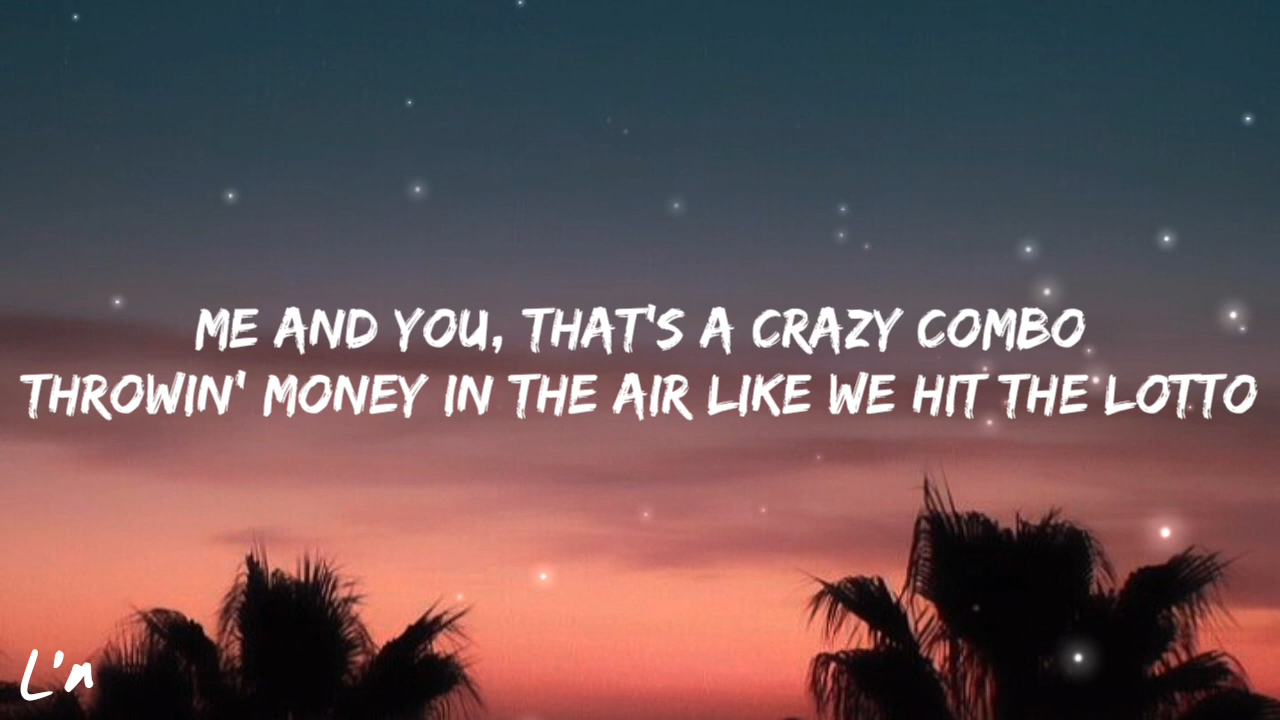 ME AND YOU, THAT'S A CRAZY COMBO
THROWIN' MONEY IN THE AIR LIKE WE HIT THE LOTTO
L'n